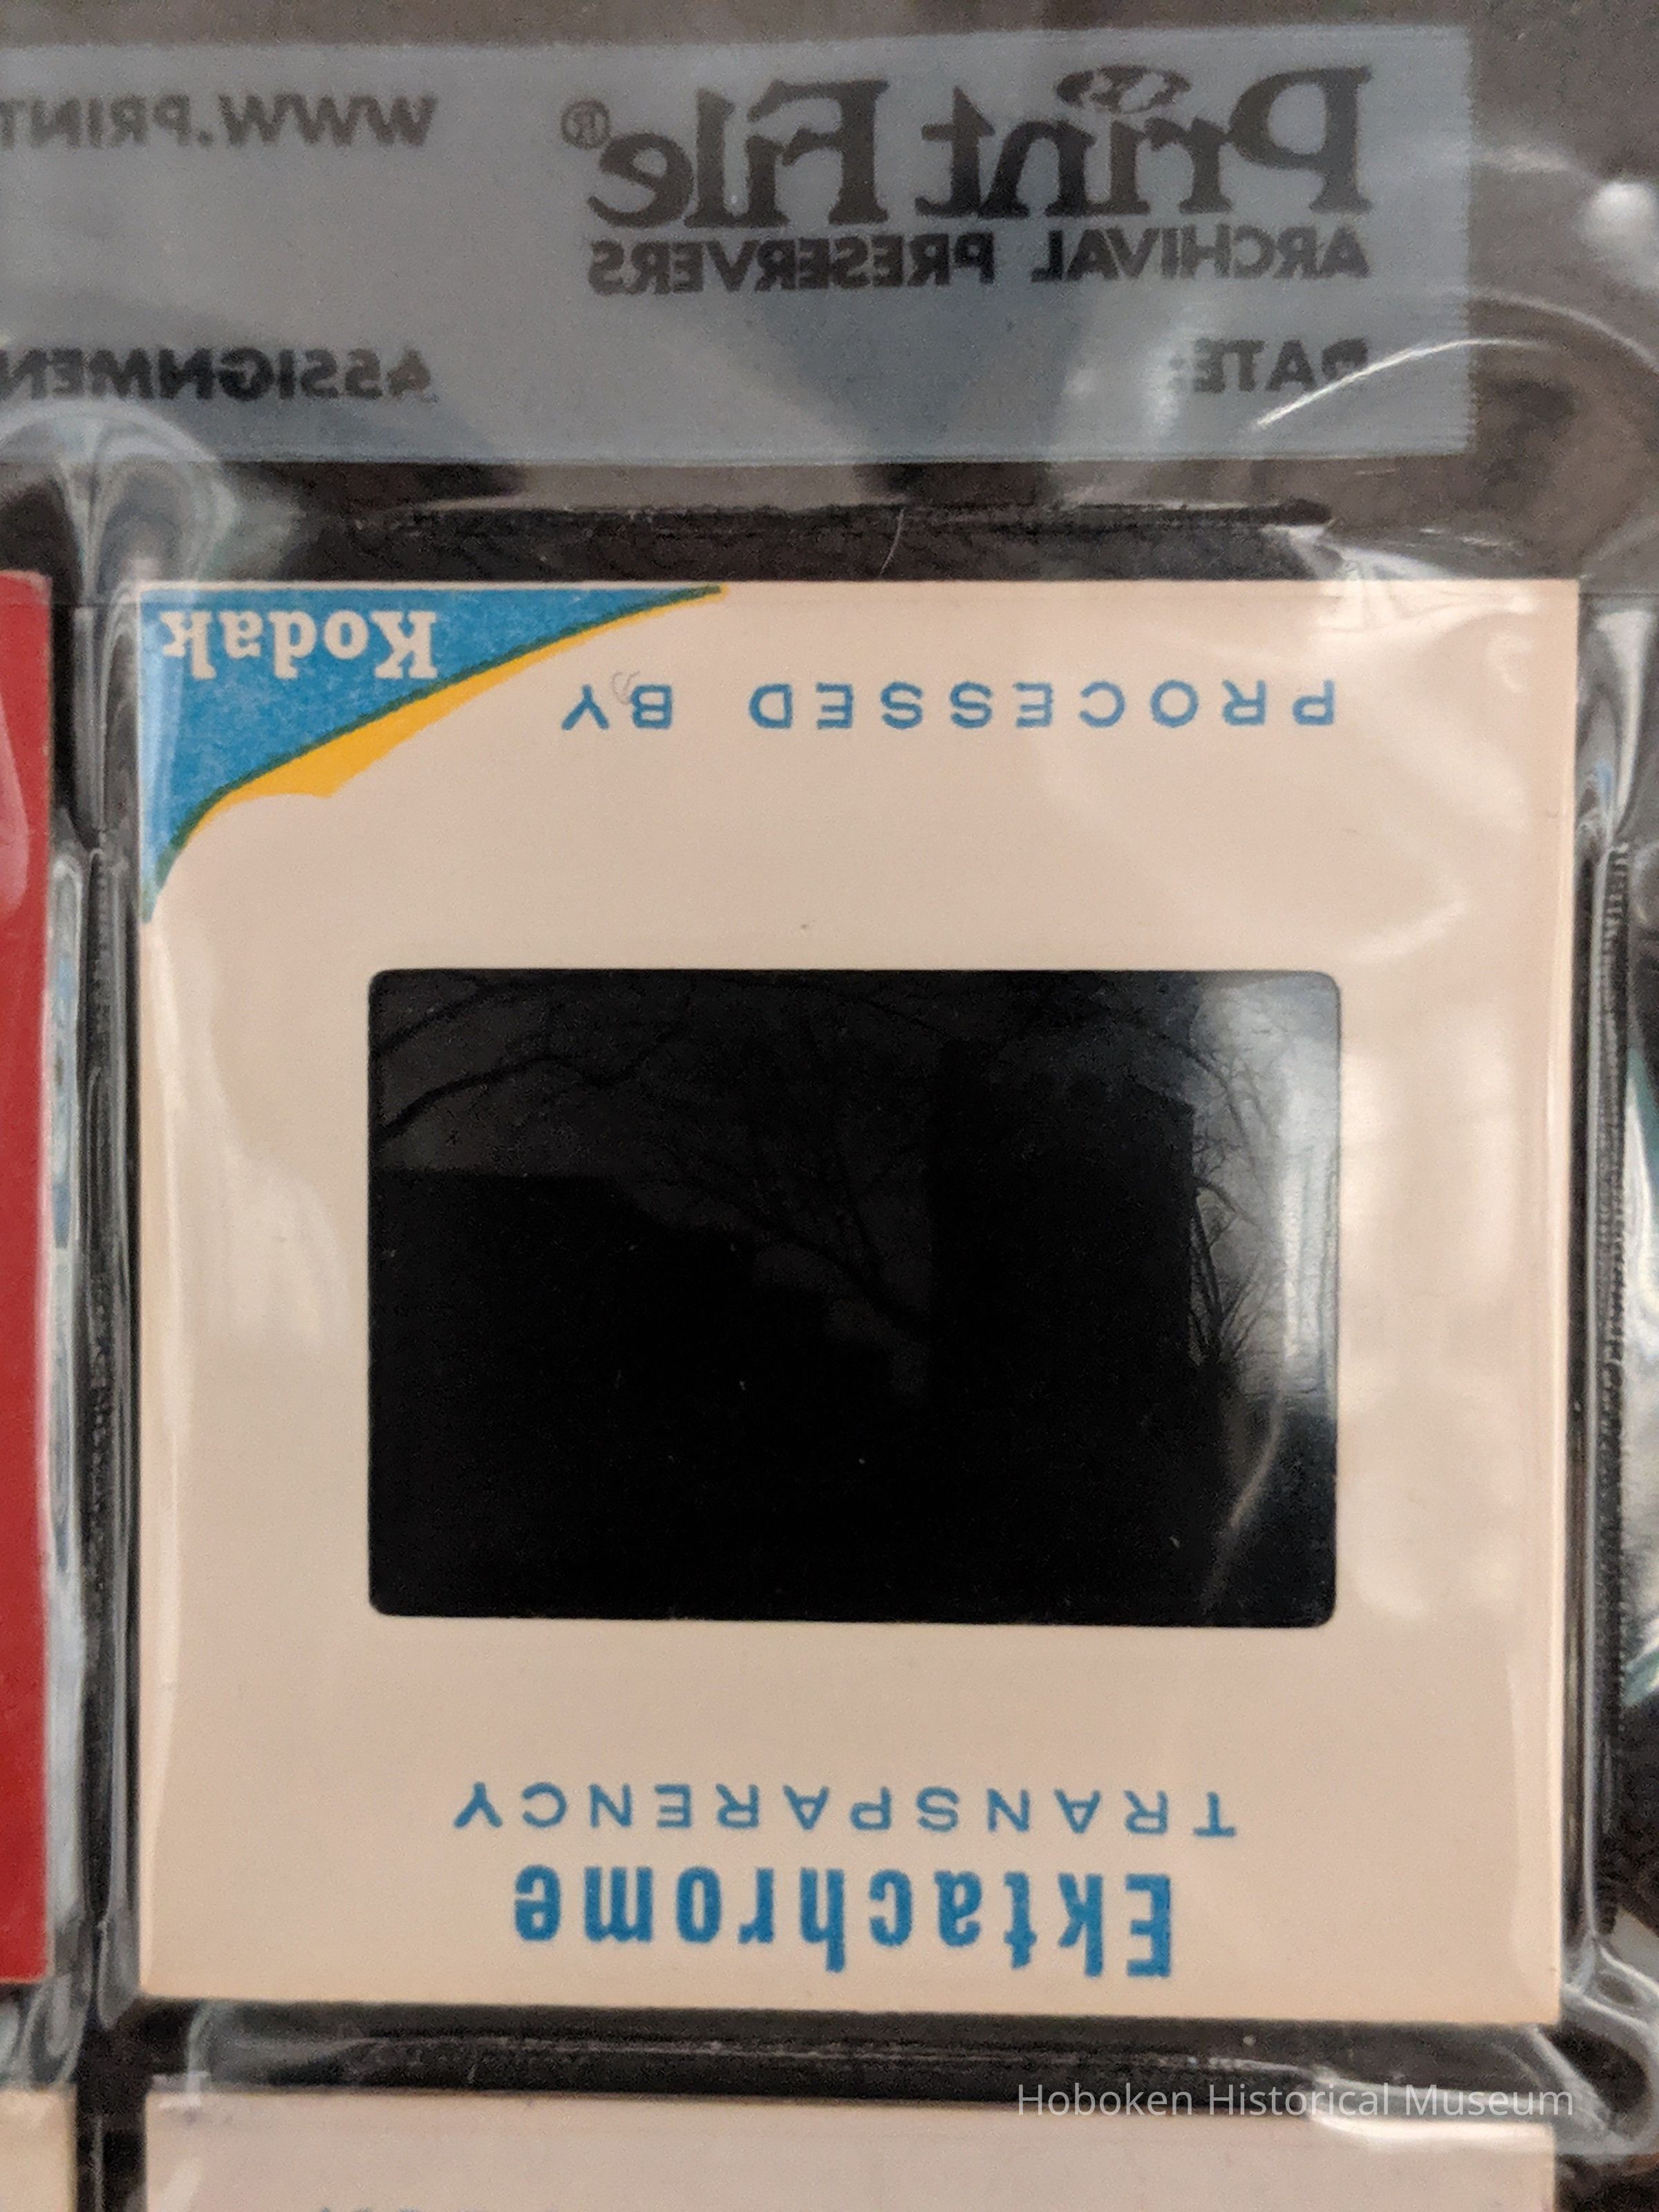 Print File®
WWW.PRINT
ARCHIVAL PRESERVERS
DATE:
ASSIGNMEN
Kodak
PROCESSED BY
TRANSPARENCY
Ektachrome
Hoboken Historical Museum